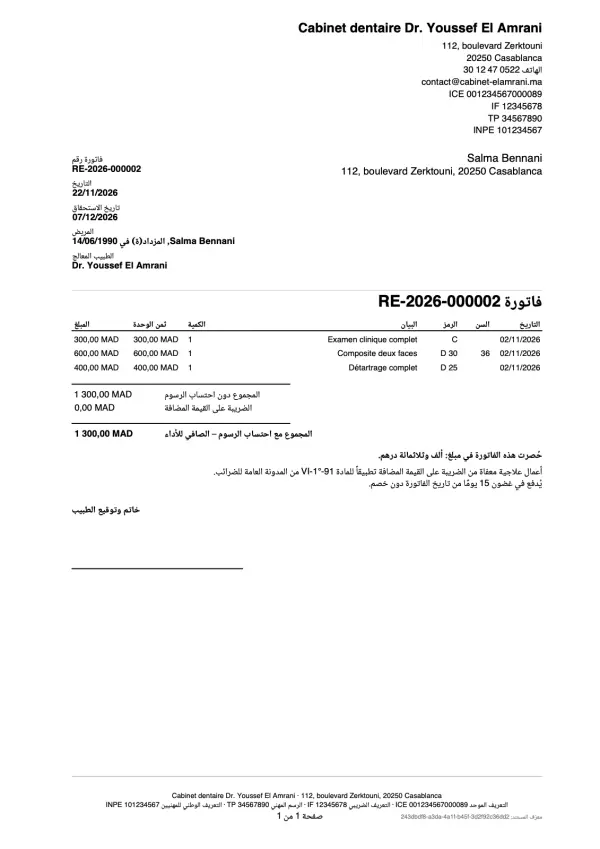 Cabinet dentaire Dr. Youssef El Amrani
112, boulevard Zerktouni
20250 Casablanca
الهاتف 0522 47 12 30
contact@cabinet-elamrani.ma
ICE 001234567000089
IF 12345678
TP 34567890
INPE 101234567
Salma Bennani
112, boulevard Zerktouni, 20250 Casablanca
فاتورة رقم
RE-2026-000002
التاريخ
22/11/2026
تاريخ الاستحقاق
07/12/2026
المريض
Salma Bennani, المزداد(ة) في 14/06/1990
الطبيب المعالج
Dr. Youssef El Amrani
فاتورة RE-2026-000002
التاريخ السن الرمز البيان الكمية ثمن الوحدة المبلغ
02/11/2026 C Examen clinique complet 1 300,00 MAD 300,00 MAD
02/11/2026 36 D 30 Composite deux faces 1 600,00 MAD 600,00 MAD
02/11/2026 D 25 Détartrage complet 1 400,00 MAD 400,00 MAD
المجموع دون احتساب الرسوم 1 300,00 MAD
الضريبة على القيمة المضافة 0,00 MAD
المجموع مع احتساب الرسوم – الصافي للأداء 1 300,00 MAD
حُصرت هذه الفاتورة في مبلغ: ألف وثلاثمائة درهم.
أعمال علاجية معفاة من الضريبة على القيمة المضافة تطبيقاً للمادة 91-°VI-1 من المدونة العامة للضرائب.
يُدفع في غضون 15 يومًا من تاريخ الفاتورة دون خصم.
خاتم وتوقيع الطبيب
Cabinet dentaire Dr. Youssef El Amrani · 112, boulevard Zerktouni, 20250 Casablanca
التعريف الموحد ICE 001234567000089 · التعريف الضريبي IF 12345678 · الرسم المهني TP 34567890 · التعريف الوطني للمهنيين INPE 101234567
صفحة 1 من 1
معرّف المستند: 243dbdf8-a3da-4a1f-b45f-3d2f92c36dd2